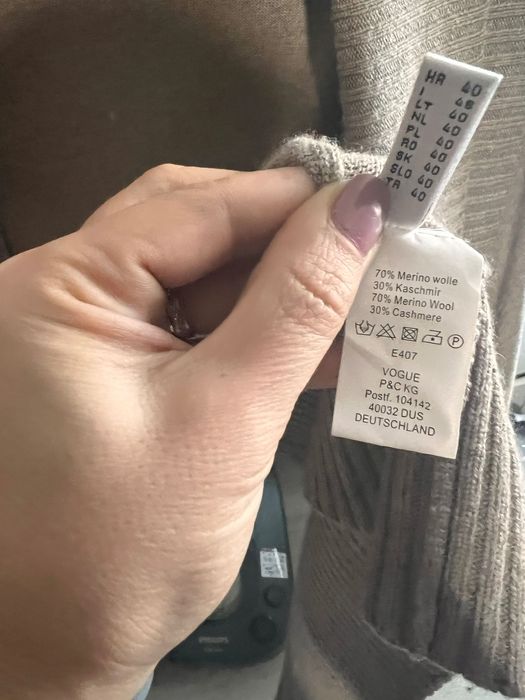 HR 40
I 46
LT 40
NL 40
PL 40
RO 40
SK 40
SLO 40
TR 40
70% Merino wolle
30% Kaschmir
70% Merino Wool
30% Cashmere
P
E407
VOGUE
P&C KG
Postf. 104142
40032 DUS
DEUTSCHLAND
PHILIPS